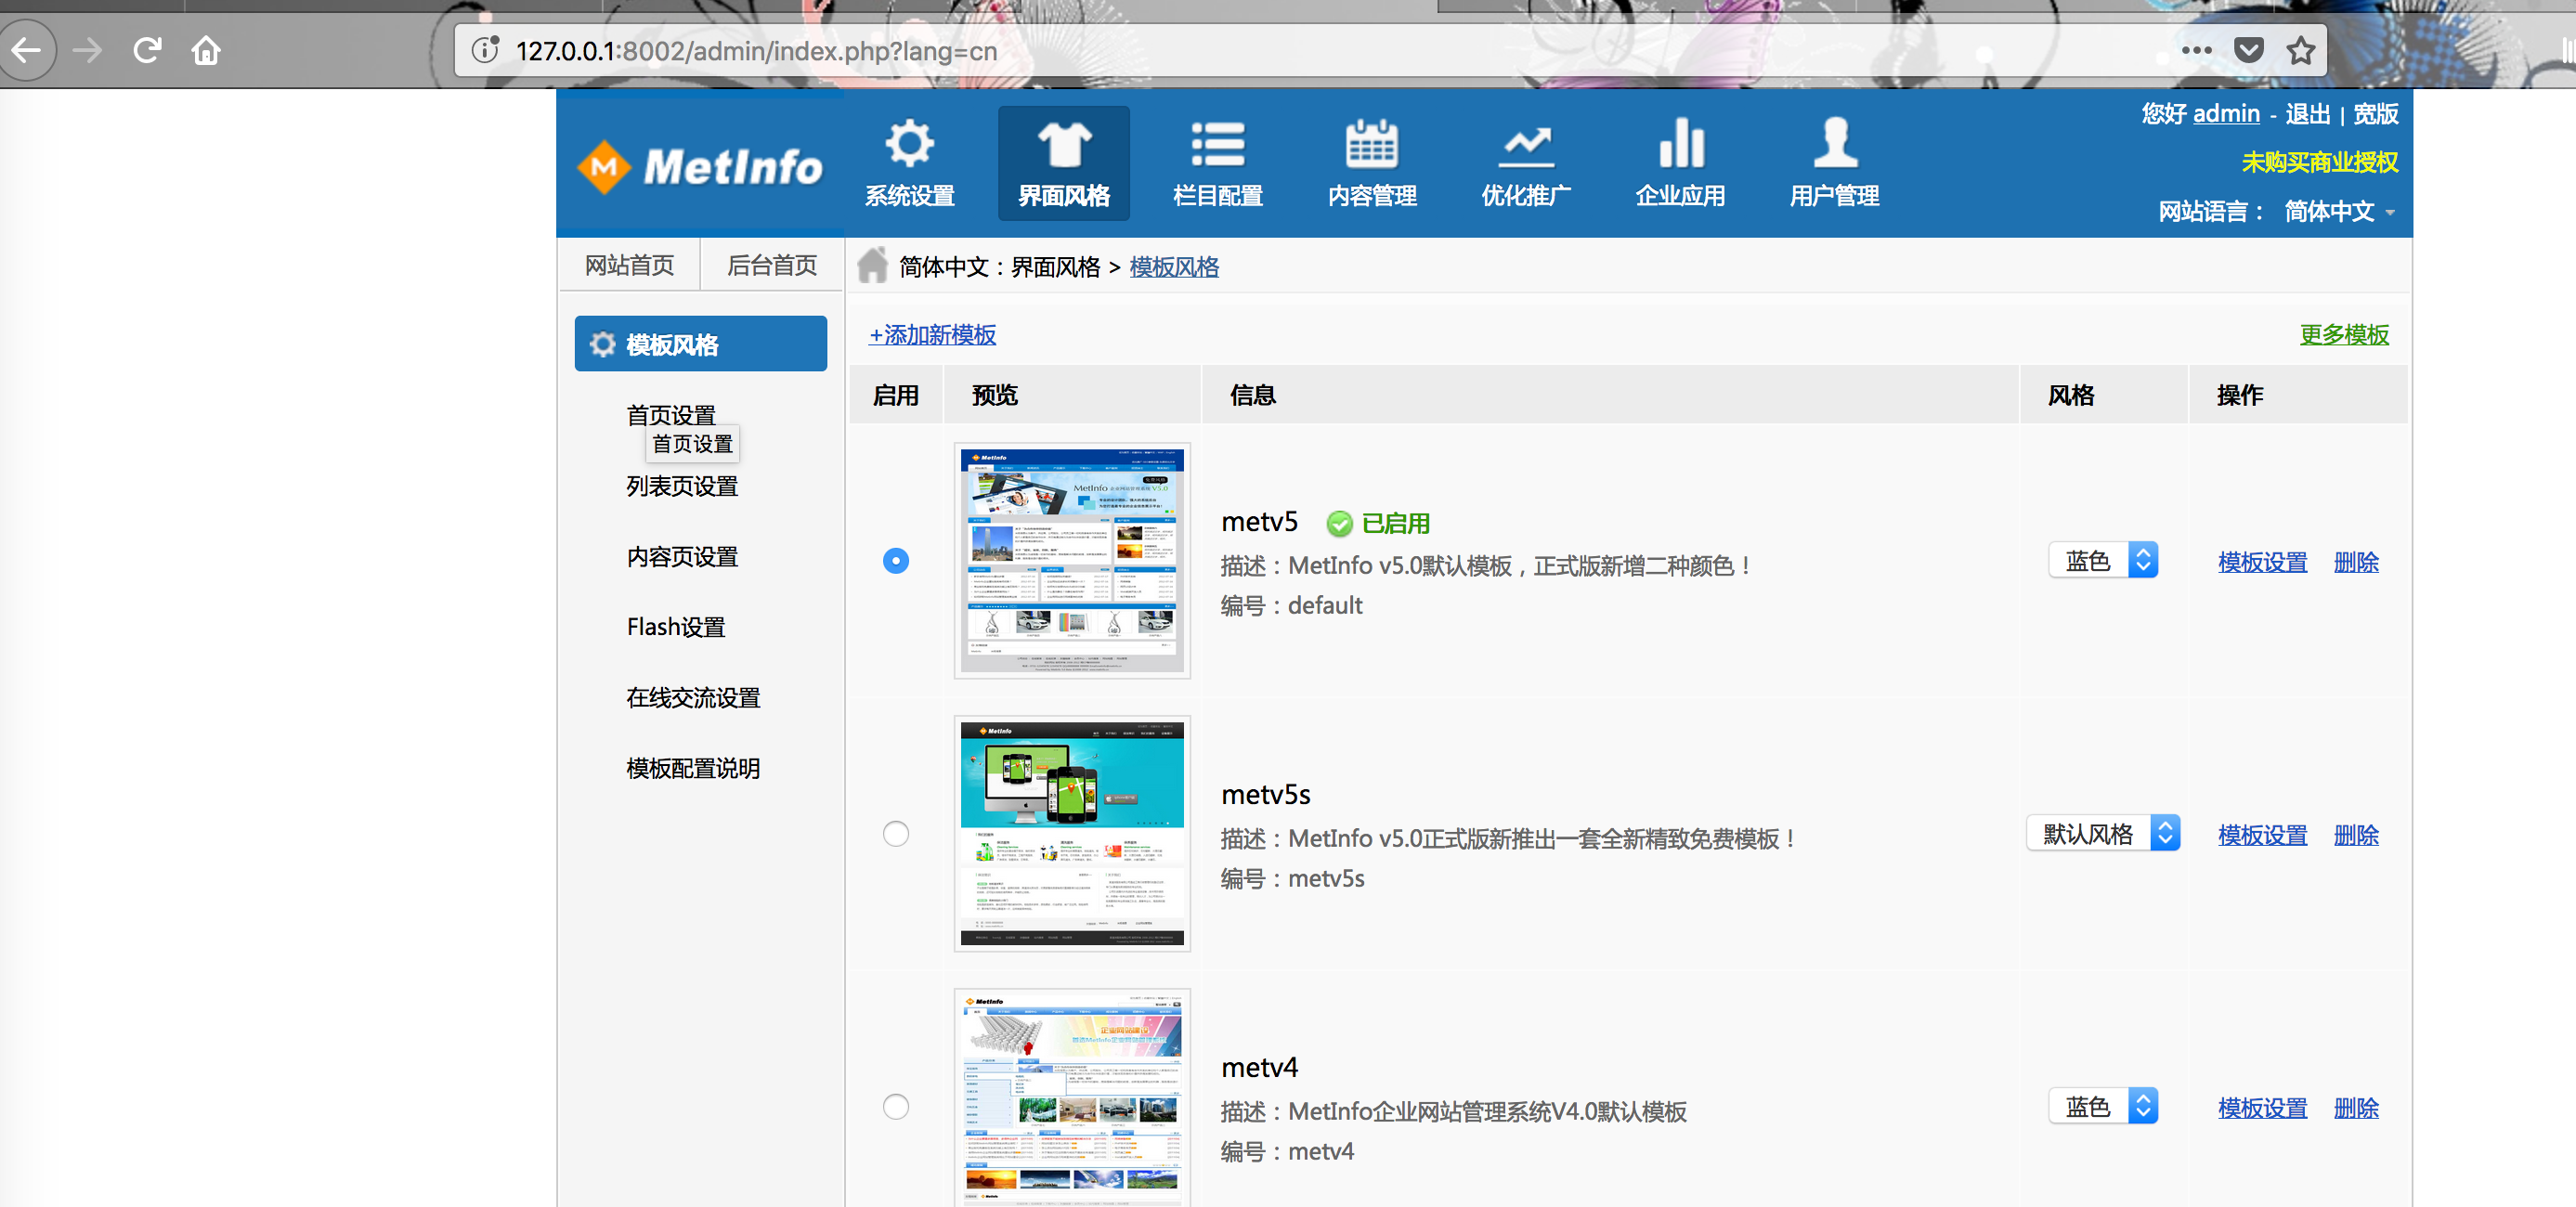 127.0.0.1:8002/admin/index.php?lang=cn
MetInfo
系统设置
界面风格
栏目配置
内容管理
优化推广
企业应用
用户管理
您好 admin - 退出 | 宽版
未购买商业授权
网站语言： 简体中文
网站首页
后台首页
简体中文：界面风格 > 模板风格
模板风格
首页设置
首页设置
列表页设置
内容页设置
Flash设置
在线交流设置
模板配置说明
+添加新模板
更多模板
启用 预览 信息 风格 操作
metv5 已启用
描述：MetInfo v5.0默认模板，正式版新增二种颜色！
编号：default
蓝色
模板设置 删除
metv5s
描述：MetInfo v5.0正式版新推出一套全新精致免费模板！
编号：metv5s
默认风格
模板设置 删除
metv4
描述：MetInfo企业网站管理系统V4.0默认模板
编号：metv4
蓝色
模板设置 删除